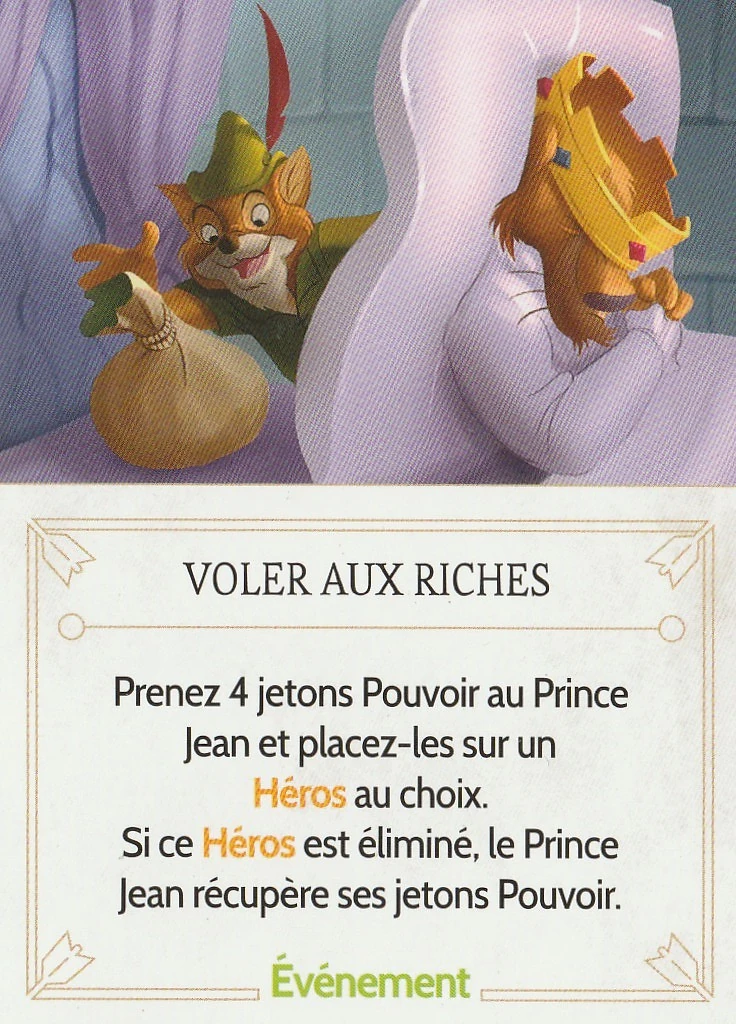 VOLER AUX RICHES
Prenez 4 jetons Pouvoir au Prince
Jean et placez-les sur un
Héros au choix.
Si ce Héros est éliminé, le Prince
Jean récupère ses jetons Pouvoir.
Événement